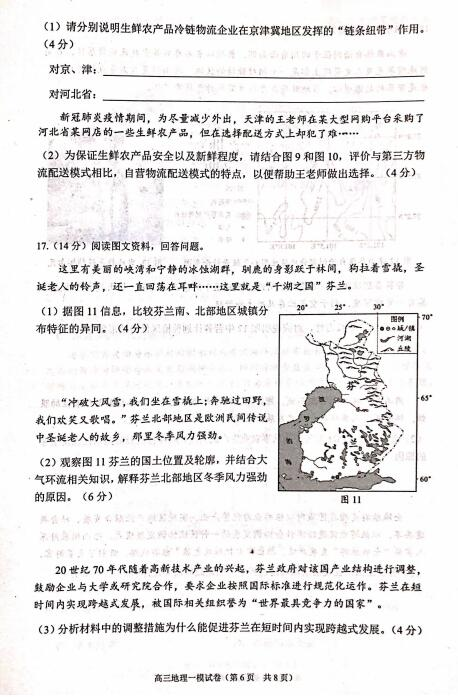 (1) 请分别说明生鲜农产品冷链物流企业在京津冀地区发挥的“链条纽带”作用。
(4分)
对京、津:
对河北省:
新冠肺炎疫情期间,为尽量减少外出,天津的王老师在某大型网购平台采购了
河北省某网店的一些生鲜农产品,但在选择配送方式上却犯了难……
(2) 为保证生鲜农产品安全以及新鲜程度,请结合图9和图10,评价与第三方物
流配送模式相比,自营物流配送模式的特点,以便帮助王老师做出选择。(4分)
17.(14分)阅读图文资料,回答问题。
这里有美丽的峡湾和宁静的冰蚀湖群,驯鹿的身影跃于林间,狗拉着雪橇,圣
诞老人的铃声,还一直回荡在耳畔……这里就是“千湖之国”芬兰。
(1) 据图11信息,比较芬兰南、北部地区城镇分
布特征的异同。(4分)
“冲破大风雪,我们坐在雪橇上;奔驰过田野,
我们欢笑又歌唱。”芬兰北部地区是欧洲民间传说
中圣诞老人的故乡,那里冬季风力强劲。
(2) 观察图11芬兰的国土位置及轮廓,并结合大
气环流相关知识,解释芬兰北部地区冬季风力强劲
的原因。(6分)
20° 25° 30°
70°
65°
60°
图例
城/镇
河湖
丘陵
芬
波
图11
20世纪70年代随着高新技术产业的兴起,芬兰政府对该国产业结构进行调整,
鼓励企业与大学或研究院合作,要求企业按照国际标准进行规范化运作。芬兰在短
时间内实现跨越式发展,被国际相关组织誉为“世界最具竞争力的国家”。
(3) 分析材料中的调整措施为什么能促进芬兰在短时间内实现跨越式发展。(4分)
高三地理一模试卷(第6页 共8页)